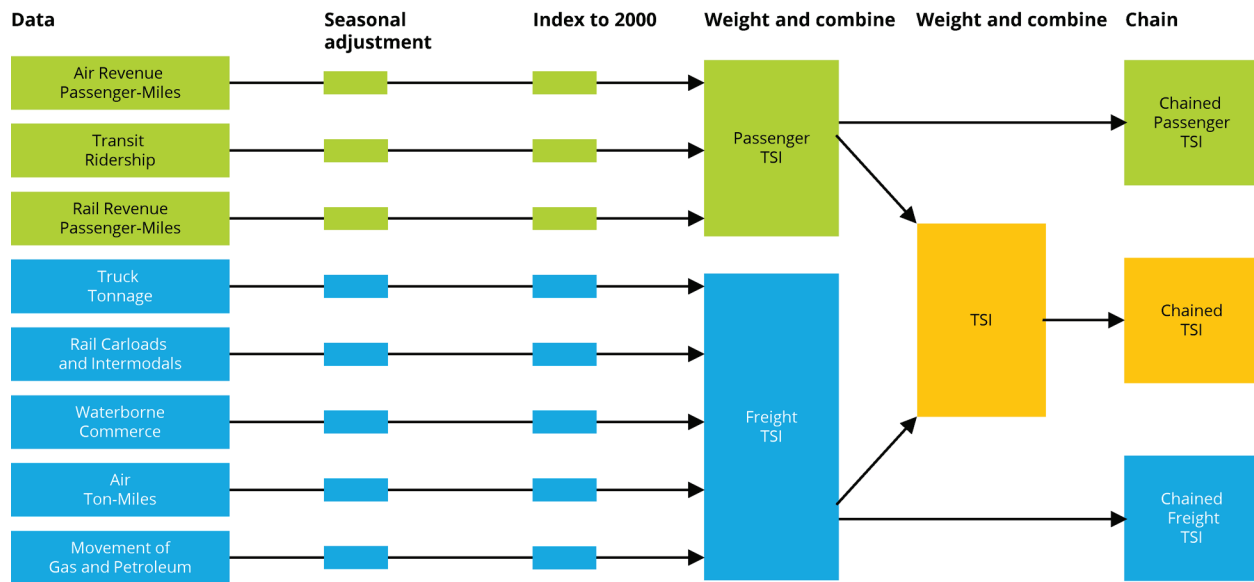 Data
Seasonal
adjustment
Index to 2000
Weight and combine
Weight and combine
Chain
Air Revenue
Passenger-Miles
Transit
Ridership
Rail Revenue
Passenger-Miles
Truck
Tonnage
Rail Carloads
and Intermodals
Waterborne
Commerce
Air
Ton-Miles
Movement of
Gas and Petroleum
Passenger
TSI
Freight
TSI
TSI
Chained
Passenger
TSI
Chained
TSI
Chained
Freight
TSI